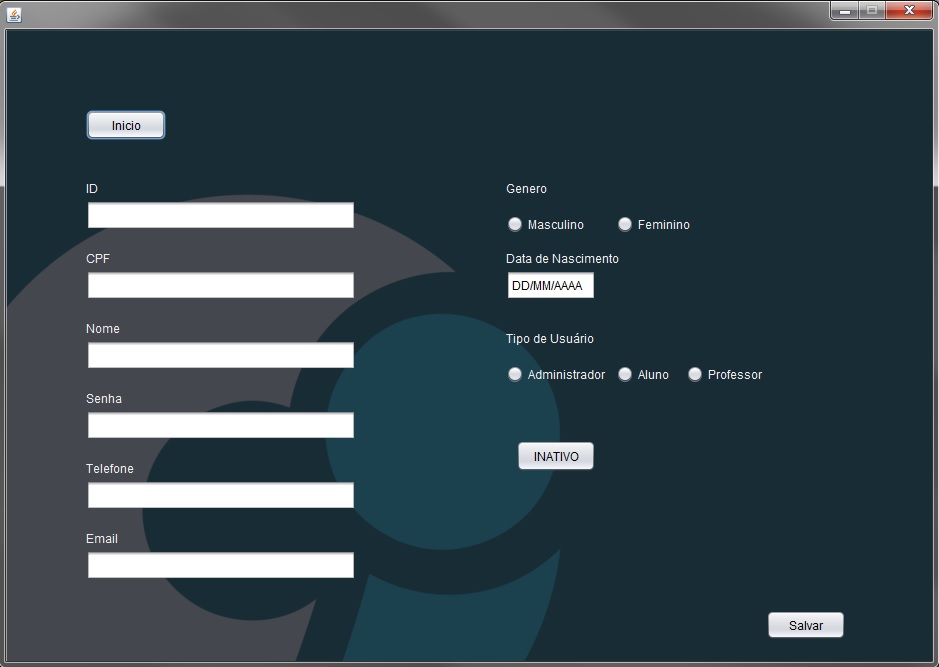 Inicio
ID
CPF
Nome
Senha
Telefone
Email
Genero
Masculino Feminino
Data de Nascimento
DD/MM/AAAA
Tipo de Usuário
Administrador Aluno Professor
INATIVO
Salvar